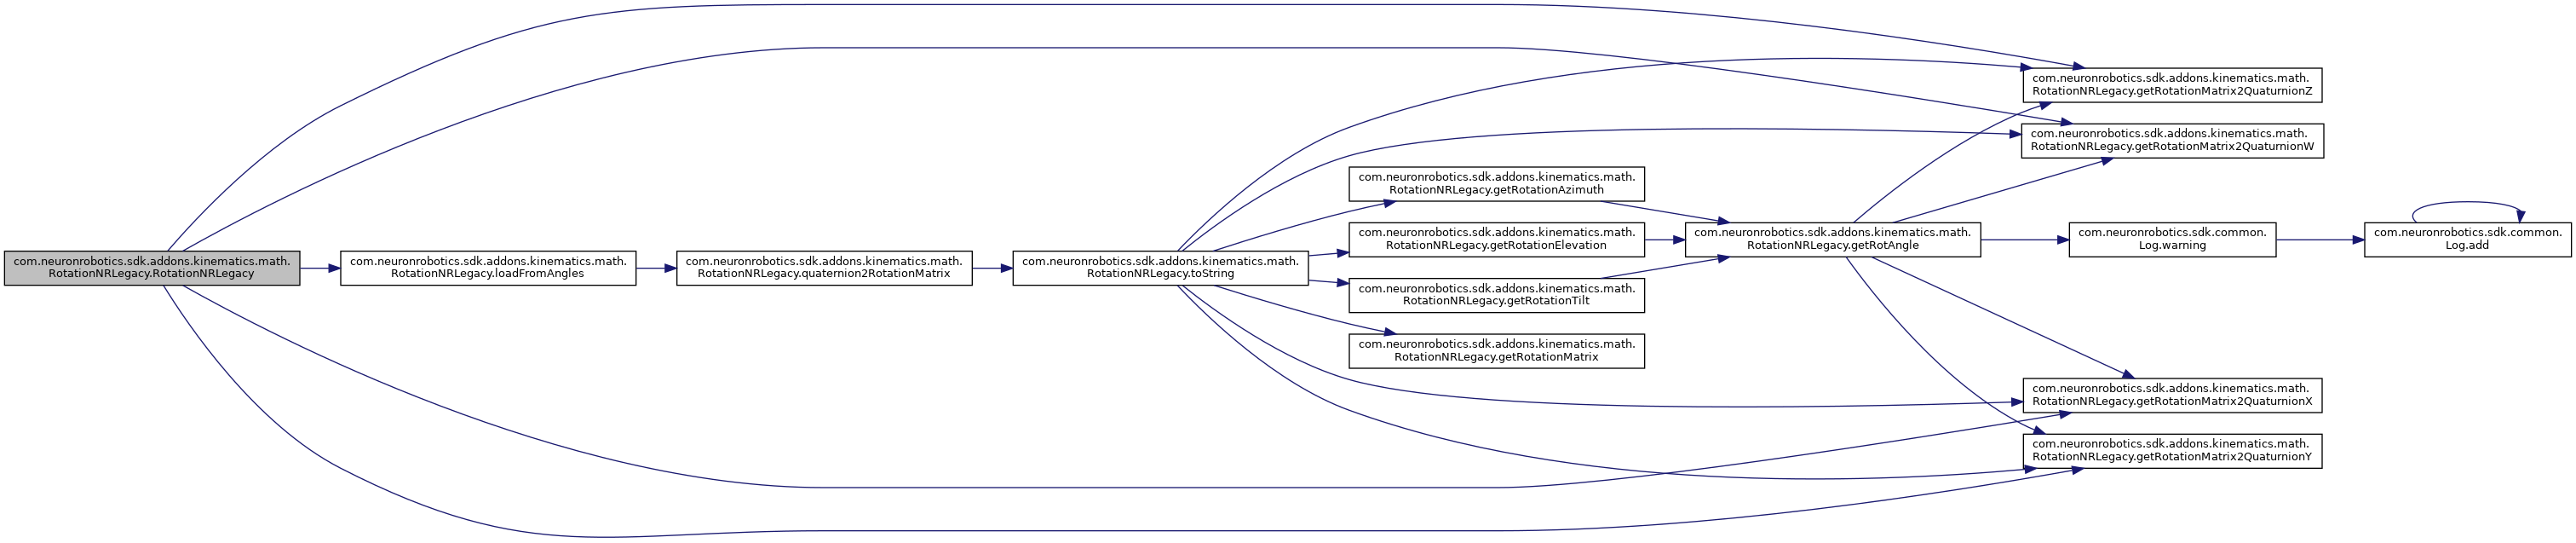 com.neuronrobotics.sdk.addons.kinematics.math.
RotationNRLegacy.RotationNRLegacy
com.neuronrobotics.sdk.addons.kinematics.math.
RotationNRLegacy.loadFromAngles
com.neuronrobotics.sdk.addons.kinematics.math.
RotationNRLegacy.quaternion2RotationMatrix
com.neuronrobotics.sdk.addons.kinematics.math.
RotationNRLegacy.toString
com.neuronrobotics.sdk.addons.kinematics.math.
RotationNRLegacy.getRotationAzimuth
com.neuronrobotics.sdk.addons.kinematics.math.
RotationNRLegacy.getRotationElevation
com.neuronrobotics.sdk.addons.kinematics.math.
RotationNRLegacy.getRotationTilt
com.neuronrobotics.sdk.addons.kinematics.math.
RotationNRLegacy.getRotationMatrix
com.neuronrobotics.sdk.addons.kinematics.math.
RotationNRLegacy.getRotAngle
com.neuronrobotics.sdk.addons.kinematics.math.
RotationNRLegacy.getRotationMatrix2QuaturnionZ
com.neuronrobotics.sdk.addons.kinematics.math.
RotationNRLegacy.getRotationMatrix2QuaturnionW
com.neuronrobotics.sdk.common.
Log.warning
com.neuronrobotics.sdk.common.
Log.add
com.neuronrobotics.sdk.addons.kinematics.math.
RotationNRLegacy.getRotationMatrix2QuaturnionX
com.neuronrobotics.sdk.addons.kinematics.math.
RotationNRLegacy.getRotationMatrix2QuaturnionY